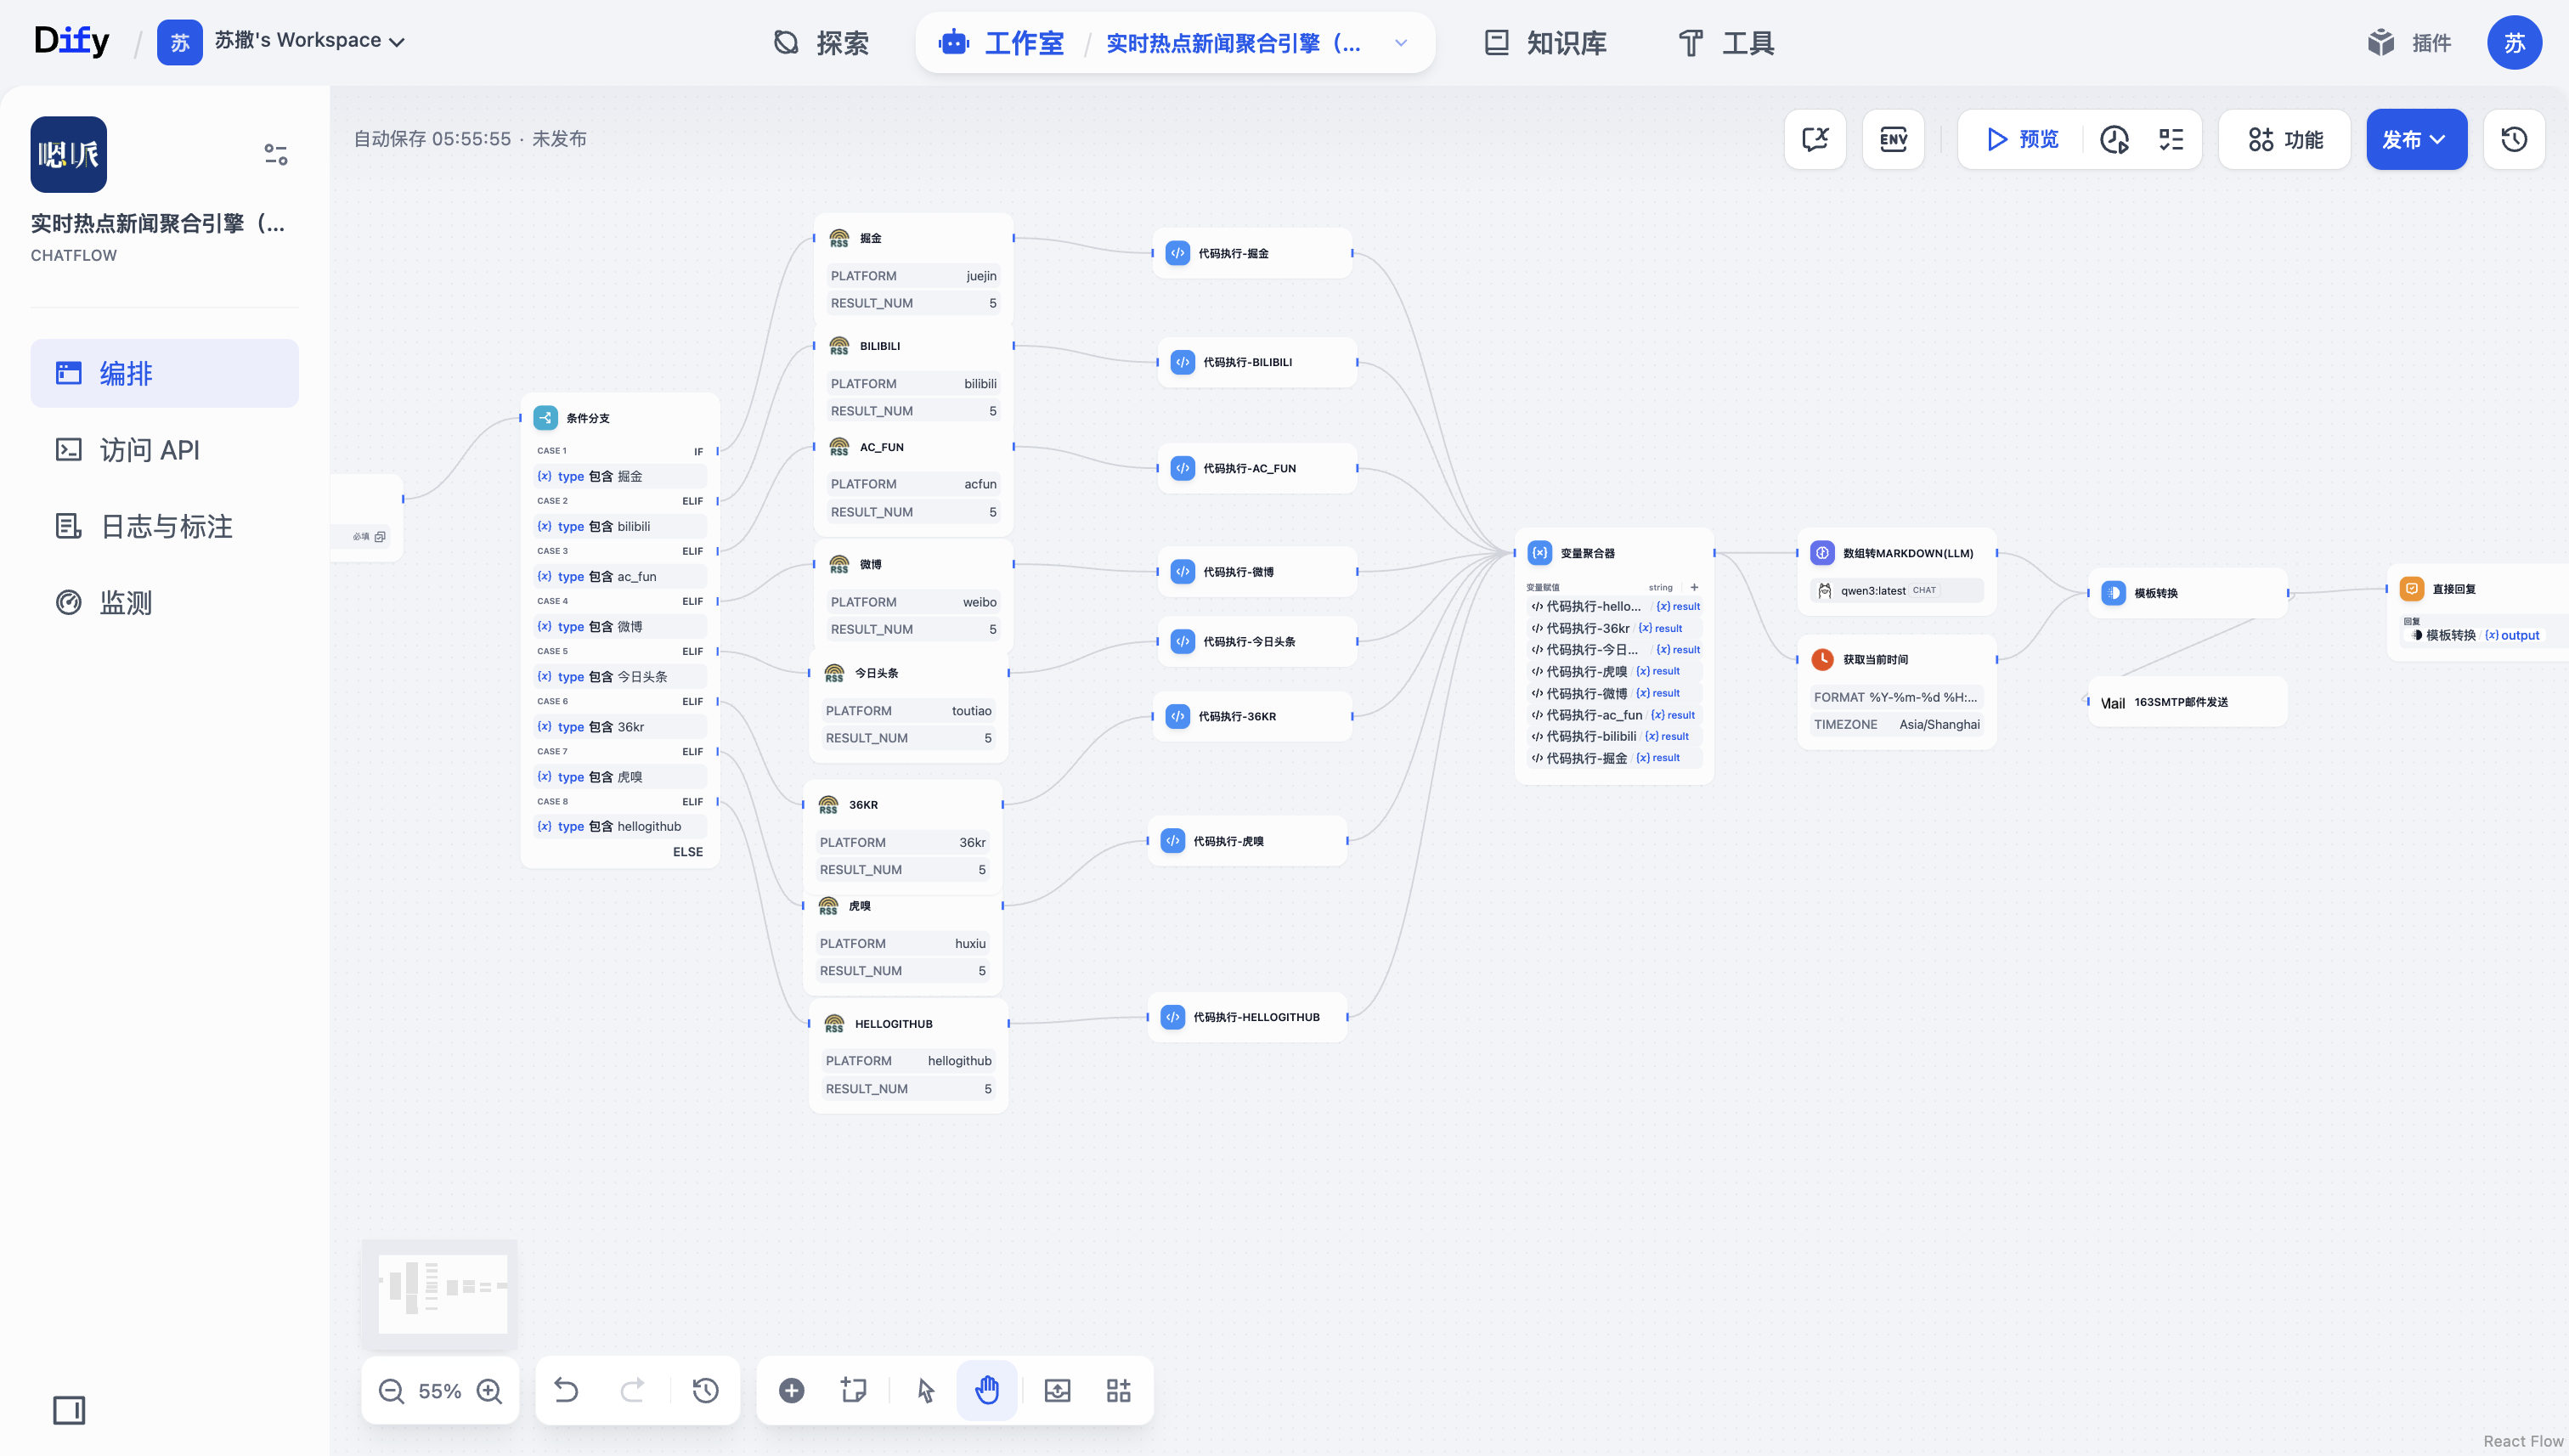 Dify
/
苏
苏撒's Workspace
探索
工作室
/
实时热点新闻聚合引擎（...
知识库
工具
插件
苏
嗯派
实时热点新闻聚合引擎（...
CHATFLOW
编排
访问 API
日志与标注
监测
自动保存 05:55:55 · 未发布
ENV
预览
功能
发布
必填
条件分支
CASE 1
IF
{x} type 包含 掘金
CASE 2
ELIF
{x} type 包含 bilibili
CASE 3
ELIF
{x} type 包含 ac_fun
CASE 4
ELIF
{x} type 包含 微博
CASE 5
ELIF
{x} type 包含 今日头条
CASE 6
ELIF
{x} type 包含 36kr
CASE 7
ELIF
{x} type 包含 虎嗅
CASE 8
ELIF
{x} type 包含 hellogithub
ELSE
RSS 掘金
PLATFORM juejin
RESULT_NUM 5
RSS BILIBILI
PLATFORM bilibili
RESULT_NUM 5
RSS AC_FUN
PLATFORM acfun
RESULT_NUM 5
RSS 微博
PLATFORM weibo
RESULT_NUM 5
RSS 今日头条
PLATFORM toutiao
RESULT_NUM 5
RSS 36KR
PLATFORM 36kr
RESULT_NUM 5
RSS 虎嗅
PLATFORM huxiu
RESULT_NUM 5
RSS HELLOGITHUB
PLATFORM hellogithub
RESULT_NUM 5
代码执行-掘金
代码执行-BILIBILI
代码执行-AC_FUN
代码执行-微博
代码执行-今日头条
代码执行-36KR
代码执行-虎嗅
代码执行-HELLOGITHUB
{x} 变量聚合器
变量赋值 string +
代码执行-hello... / {x} result
代码执行-36kr / {x} result
代码执行-今日... / {x} result
代码执行-虎嗅 / {x} result
代码执行-微博 / {x} result
代码执行-ac_fun / {x} result
代码执行-bilibili / {x} result
代码执行-掘金 / {x} result
数组转MARKDOWN(LLM)
qwen3:latest CHAT
获取当前时间
FORMAT %Y-%m-%d %H:...
TIMEZONE Asia/Shanghai
模板转换
Mail 163SMTP邮件发送
直接回复
回复
模板转换 / {x} output
55%
React Flow